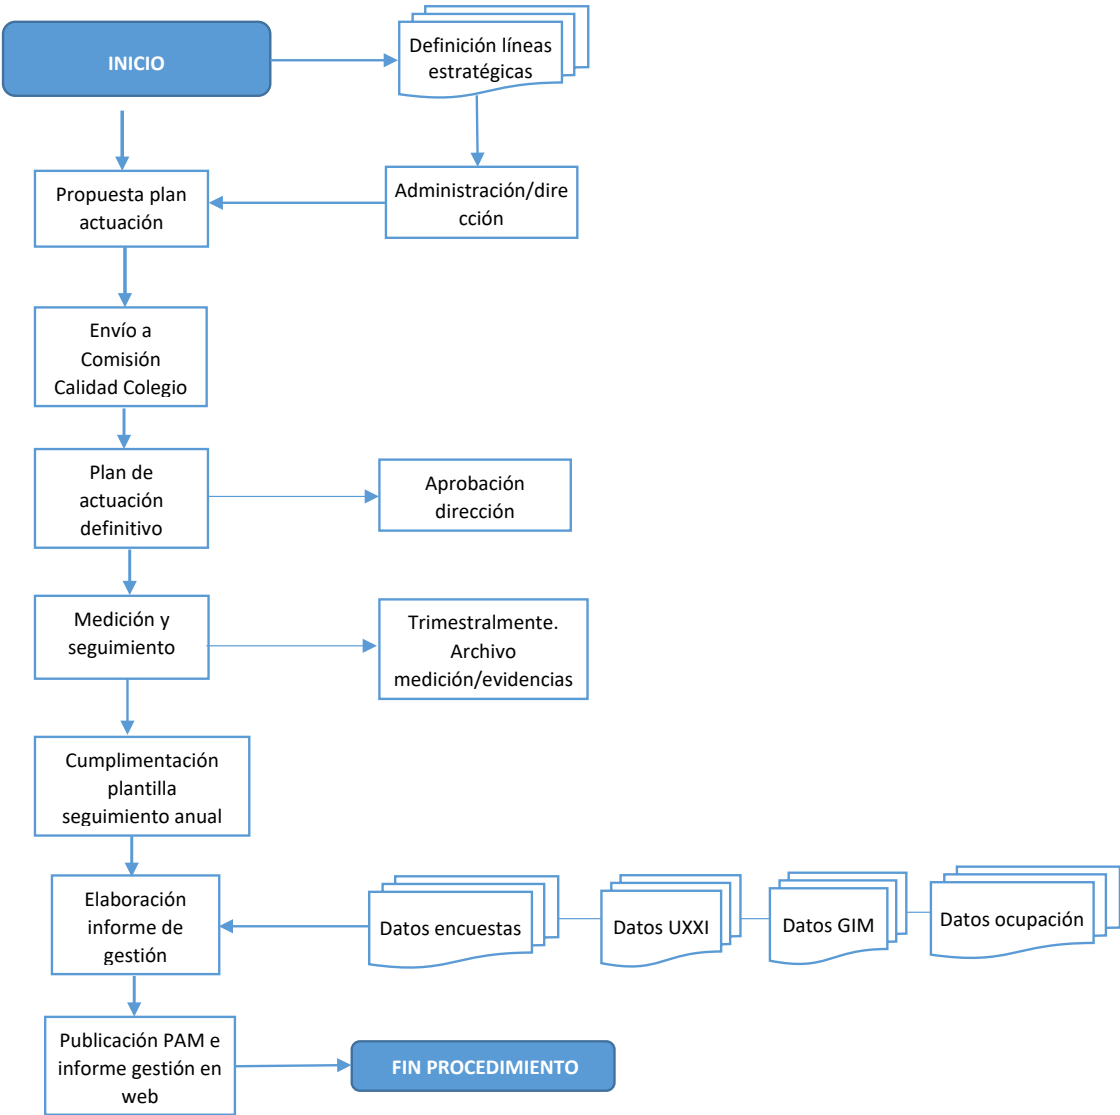 INICIO
Definición líneas
estratégicas
Propuesta plan
actuación
Administración/dire
cción
Envío a
Comisión
Calidad Colegio
Plan de
actuación
definitivo
Aprobación
dirección
Medición y
seguimiento
Trimestralmente.
Archivo
medición/evidencias
Cumplimentación
plantilla
seguimiento anual
Elaboración
informe de
gestión
Datos encuestas
Datos UXXI
Datos GIM
Datos ocupación
Publicación PAM e
informe gestión en
web
FIN PROCEDIMIENTO